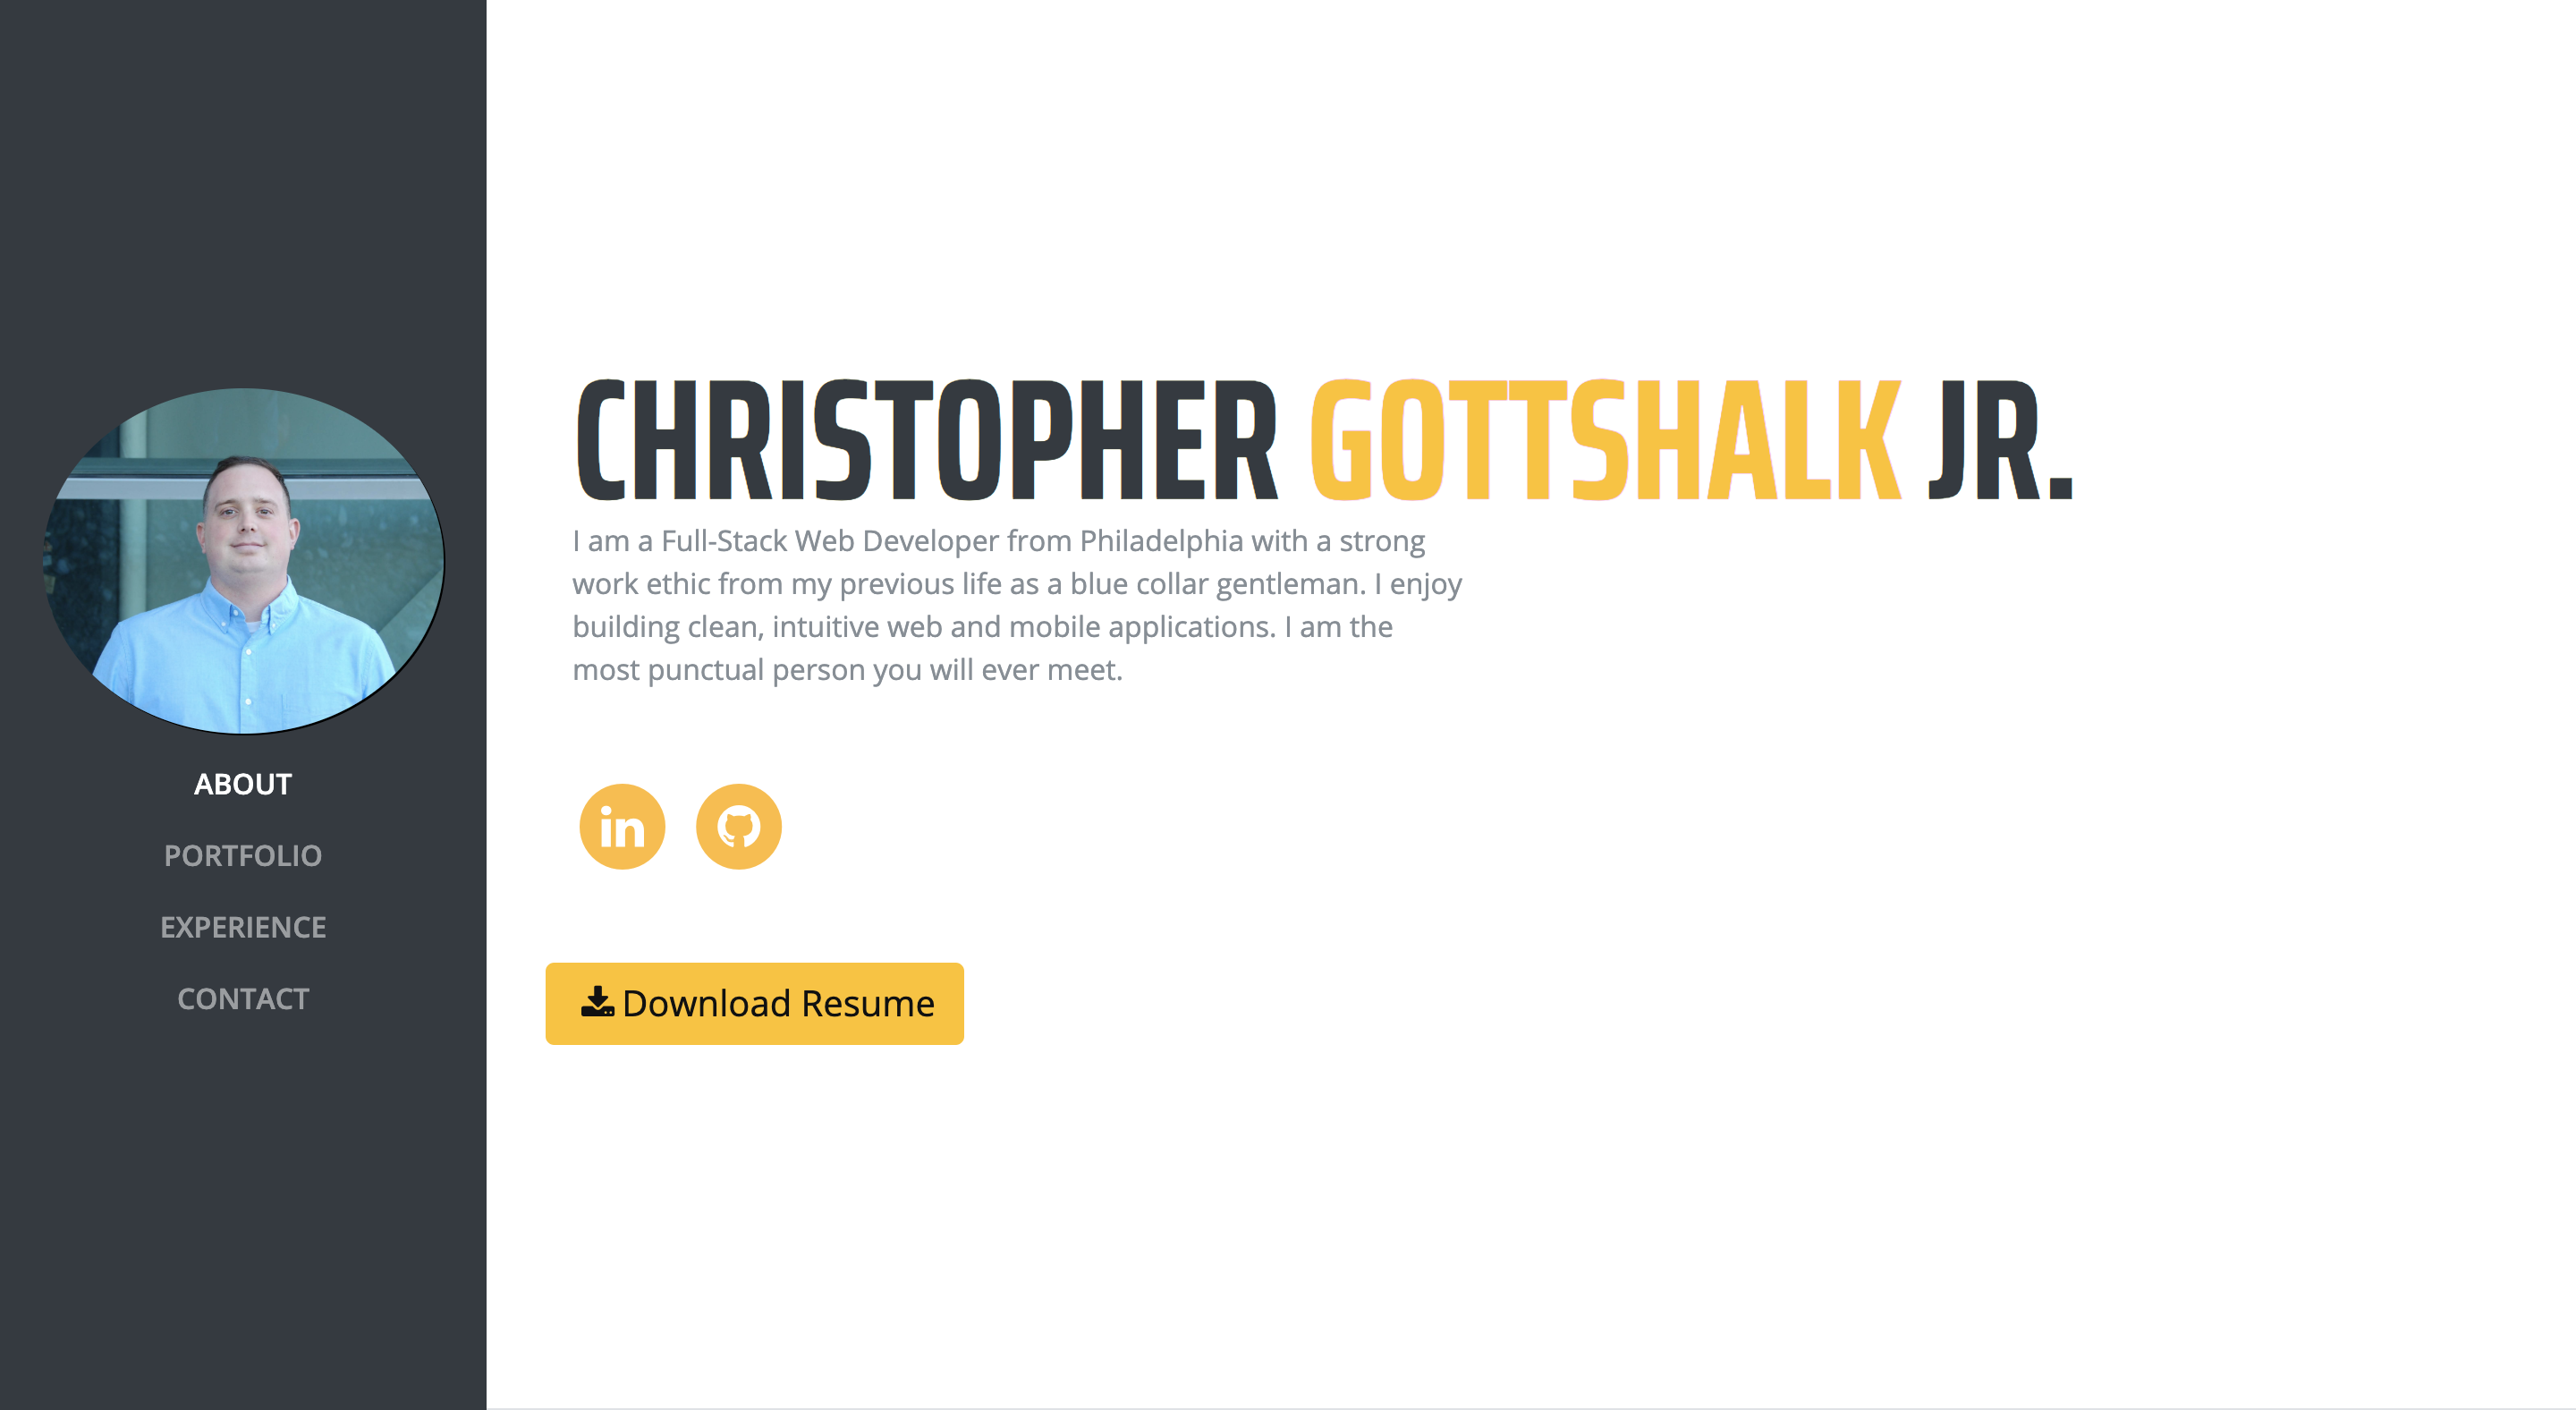 ABOUT
PORTFOLIO
EXPERIENCE
CONTACT
CHRISTOPHER GOTTSHALK JR.
I am a Full-Stack Web Developer from Philadelphia with a strong
work ethic from my previous life as a blue collar gentleman. I enjoy
building clean, intuitive web and mobile applications. I am the
most punctual person you will ever meet.
in
Download Resume